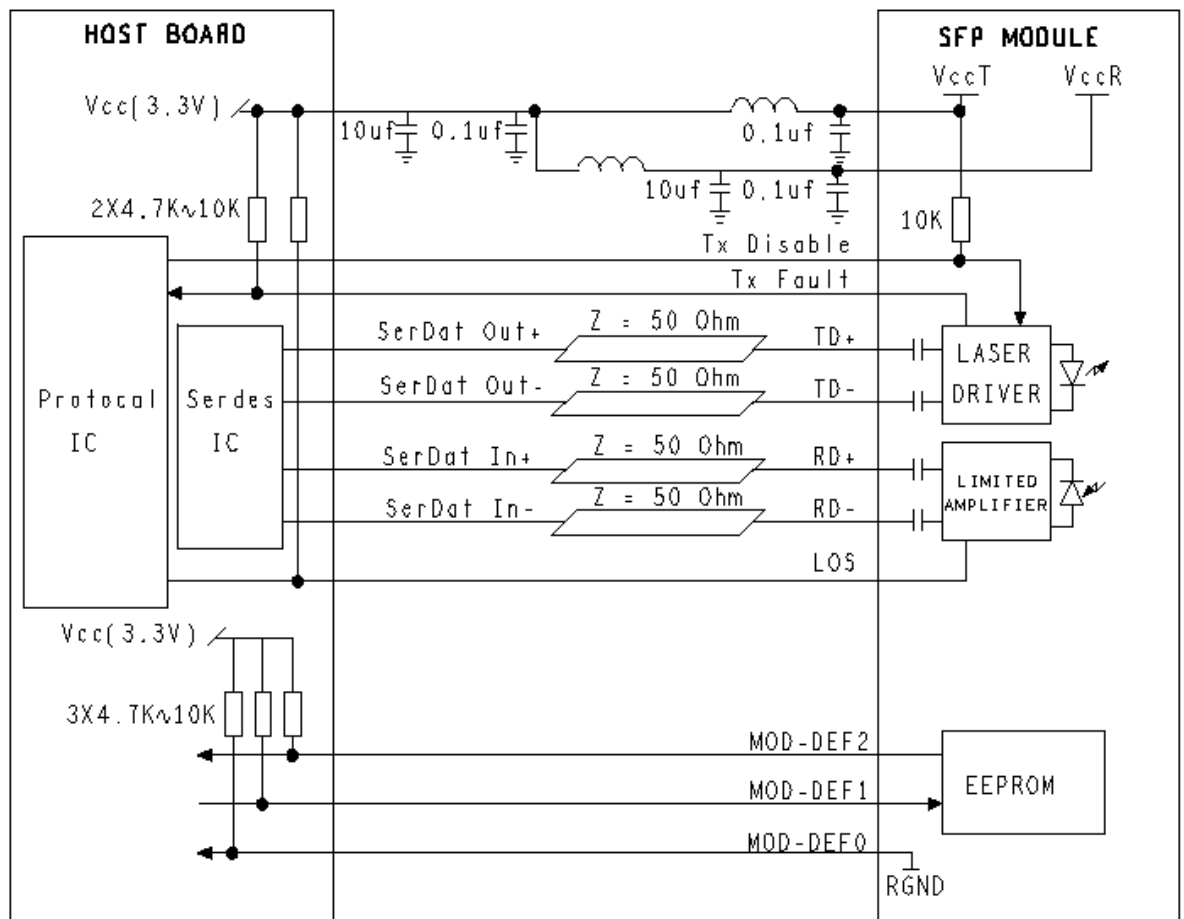 HOST BOARD
SFP MODULE
VccT
VccR
Vcc(3.3V)
10uf
0.1uf
0.1uf
10uf
0.1uf
2X4.7K~10K
10K
Tx Disable
Tx Fault
SerDat Out+
Z = 50 Ohm
TD+
SerDat Out-
Z = 50 Ohm
TD-
LASER
DRIVER
Protocal
IC
Serdes
IC
SerDat In+
Z = 50 Ohm
RD+
SerDat In-
Z = 50 Ohm
RD-
LIMITED
AMPLIFIER
LOS
Vcc(3.3V)
3X4.7K~10K
MOD-DEF2
MOD-DEF1
MOD-DEF0
EEPROM
RGND